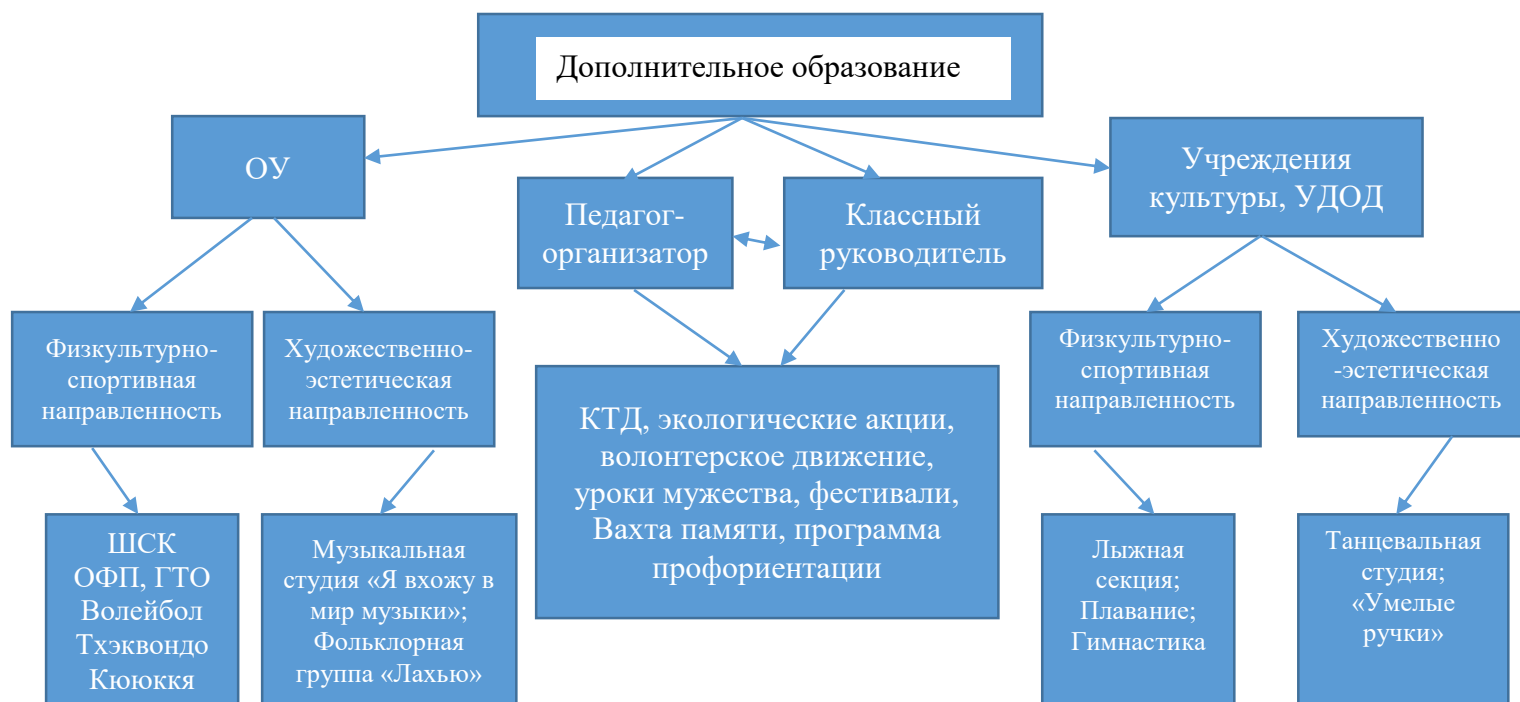 Дополнительное образование
ОУ
Педагог-
организатор
Классный
руководитель
Учреждения
культуры, УДОД
Физкультурно-
спортивная
направленность
Художественно-
эстетическая
направленность
КТД, экологические акции,
волонтерское движение,
уроки мужества, фестивали,
Вахта памяти, программа
профориентации
Физкультурно-
спортивная
направленность
Художественно
-эстетическая
направленность
ШСК
ОФП, ГТО
Волейбол
Тхэквондо
Кююккя
Музыкальная
студия «Я вхожу в
мир музыки»;
Фольклорная
группа «Лахью»
Лыжная
секция;
Плавание;
Гимнастика
Танцевальная
студия;
«Умелые
ручки»